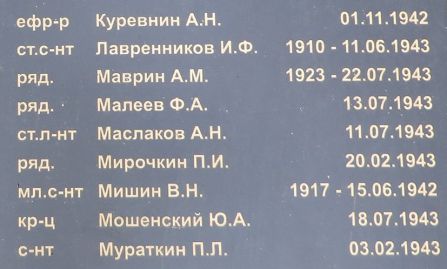 ефр-р Куревнин А.Н. 01.11.1942
ст.с-нт Лавренников И.Ф. 1910 - 11.06.1943
ряд. Маврин А.М. 1923 - 22.07.1943
ряд. Малеев Ф.А. 13.07.1943
ст.л-нт Маслаков А.Н. 11.07.1943
ряд. Мирочкин П.И. 20.02.1943
мл.с-нт Мишин В.Н. 1917 - 15.06.1942
кр-ц Мошенский Ю.А. 18.07.1943
с-нт Мураткин П.Л. 03.02.1943